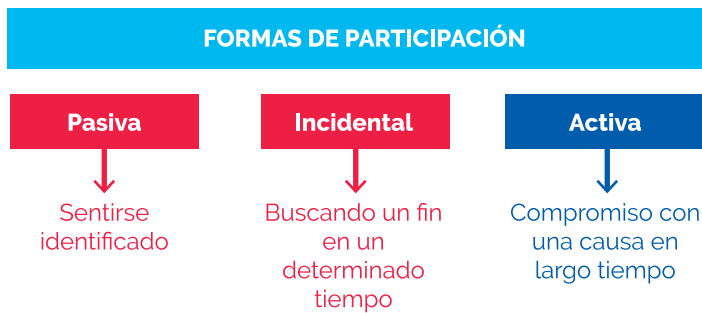 FORMAS DE PARTICIPACIÓN
Pasiva
Sentirse
identificado
Incidental
Buscando un fin
en un
determinado
tiempo
Activa
Compromiso con
una causa en
largo tiempo